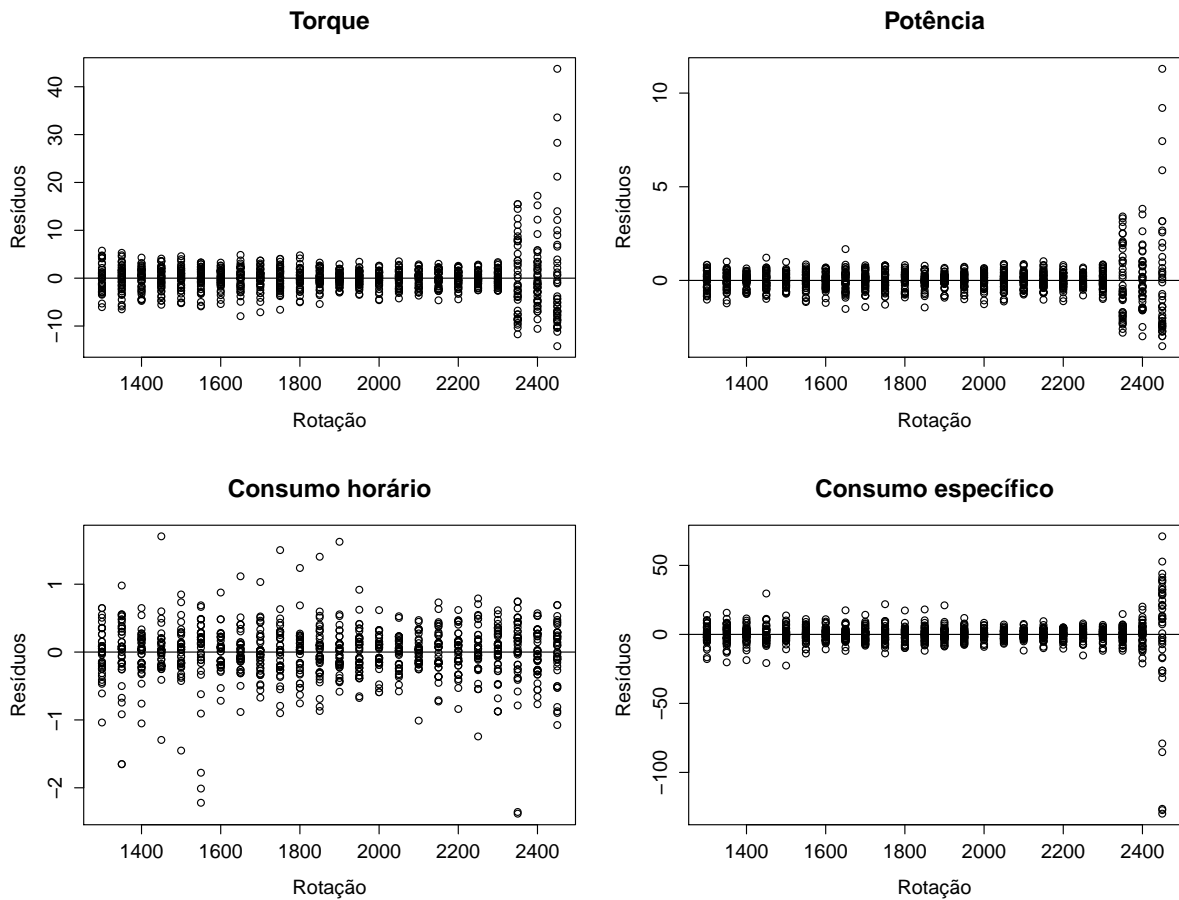 Torque
Resíduos
40
30
20
10
0
−10
1400 1600 1800 2000 2200 2400
Rotação
Potência
Resíduos
10
5
0
1400 1600 1800 2000 2200 2400
Rotação
Consumo horário
Resíduos
1
0
−1
−2
1400 1600 1800 2000 2200 2400
Rotação
Consumo específico
Resíduos
50
0
−50
−100
1400 1600 1800 2000 2200 2400
Rotação